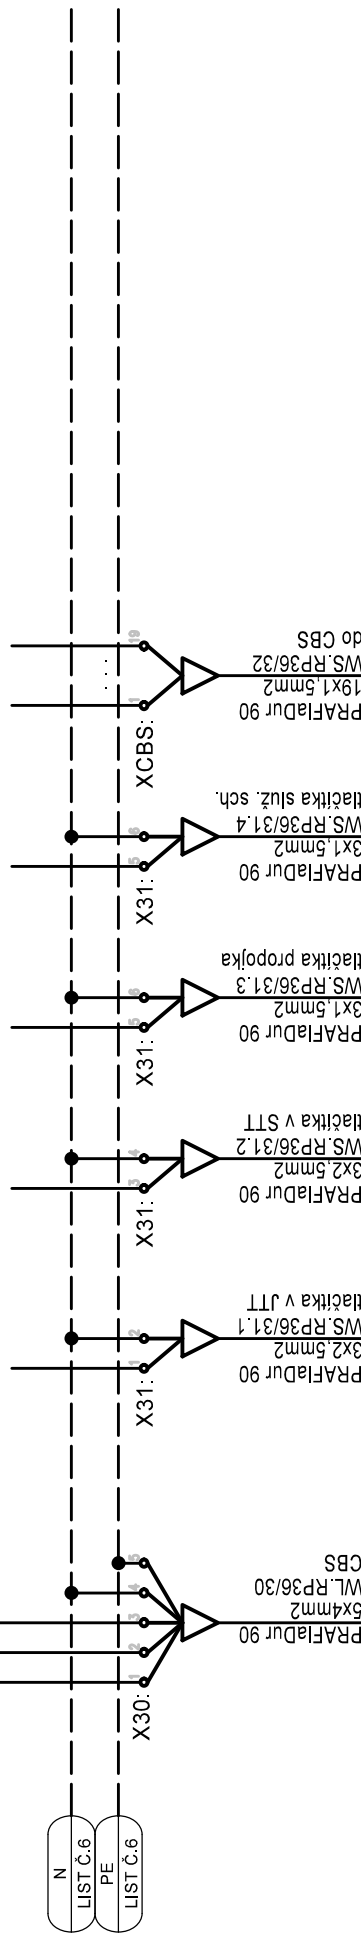 19
. . .
1
XCBS:
do CBS
WS.RP36/32
19x1,5mm2
PRAFlaDur 90
6
5
X31:
tlačítka služ. sch.
WS.RP36/31.4
3x1,5mm2
PRAFlaDur 90
6
5
X31:
tlačítka propojka
WS.RP36/31.3
3x1,5mm2
PRAFlaDur 90
4
3
X31:
tlačítka v STT
WS.RP36/31.2
3x2,5mm2
PRAFlaDur 90
2
1
X31:
tlačítka v JTT
WS.RP36/31.1
3x2,5mm2
PRAFlaDur 90
5
4
3
2
1
X30:
CBS
WL.RP36/30
5x4mm2
PRAFlaDur 90
N
LIST Č.6
PE
LIST Č.6